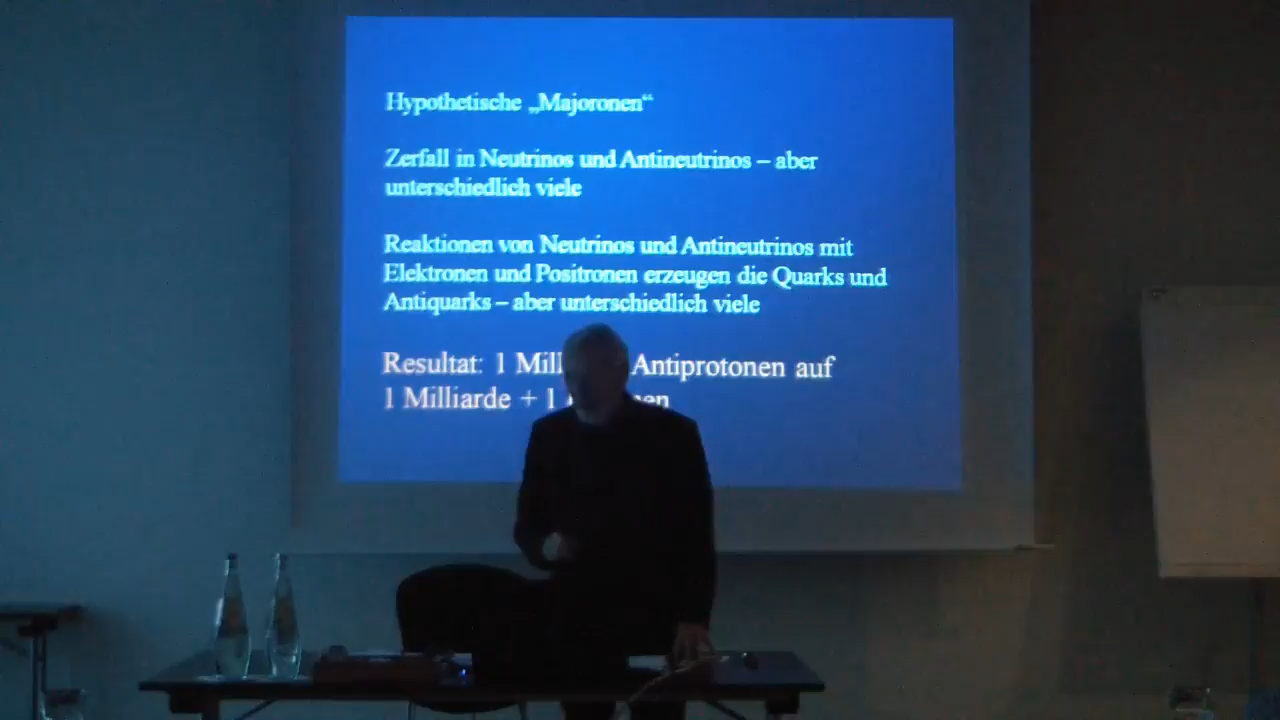 Hypothetische „Majoronen“
Zerfall in Neutrinos und Antineutrinos – aber
unterschiedlich viele
Reaktionen von Neutrinos und Antineutrinos mit
Elektronen und Positronen erzeugen die Quarks und
Antiquarks – aber unterschiedlich viele
Resultat: 1 Antiprotonen auf
1 Milliarde + 1